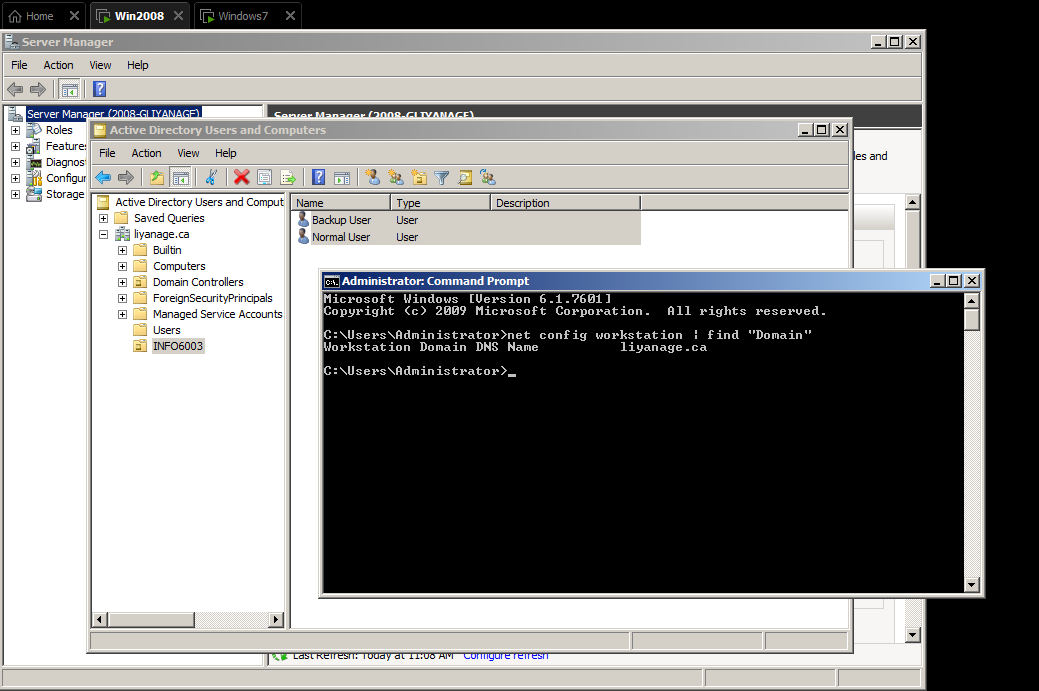 Home
Win2008
Windows7
Server Manager
File Action View Help
Server Manager (2008-GLIYANAGE)
Roles
Features
Diagnost
Configur
Storage
Server Manager (2008-GLIYANAGE)
les and
Active Directory Users and Computers
File Action View Help
Active Directory Users and Comput
Saved Queries
liyanage.ca
Builtin
Computers
Domain Controllers
ForeignSecurityPrincipals
Managed Service Accounts
Users
INFO6003
Name Type Description
Backup User User
Normal User User
Administrator: Command Prompt
Microsoft Windows [Version 6.1.7601]
Copyright (c) 2009 Microsoft Corporation.  All rights reserved.
C:\Users\Administrator>net config workstation | find "Domain"
Workstation Domain DNS Name          liyanage.ca
C:\Users\Administrator>_
Last Refresh: Today at 11:08 AM Configure refresh